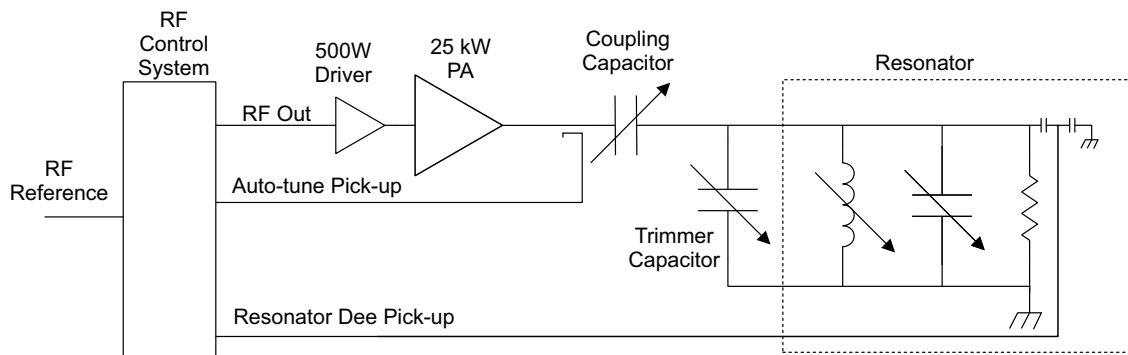 RF
Control
System
500W
Driver
25 kW
PA
Coupling
Capacitor
Resonator
RF Out
RF
Reference
Auto-tune Pick-up
Trimmer
Capacitor
Resonator Dee Pick-up